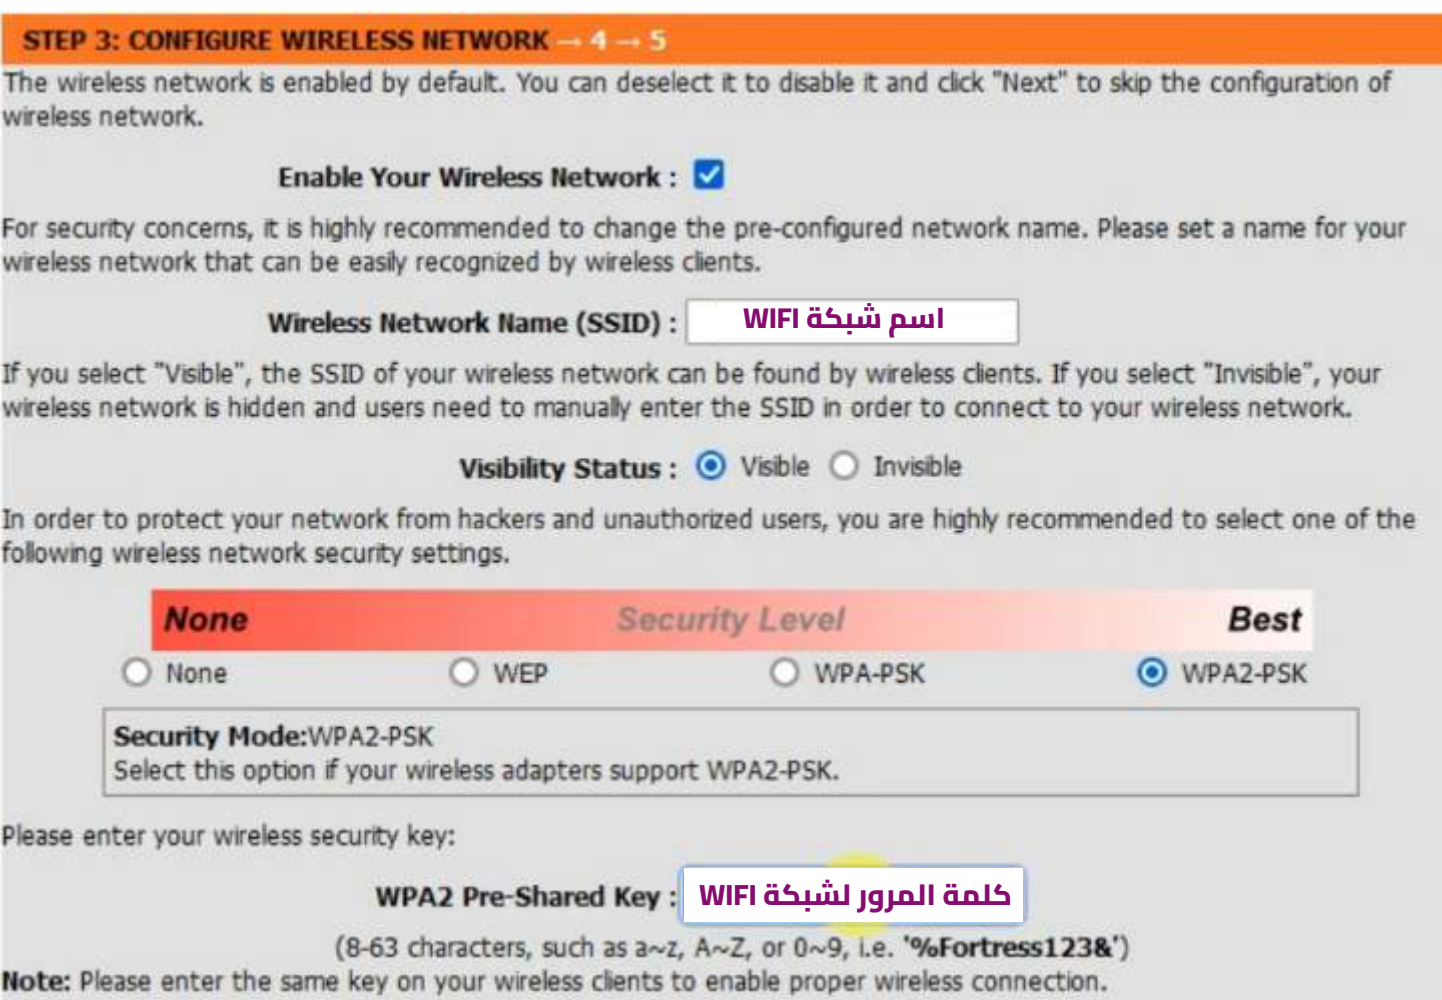 STEP 3: CONFIGURE WIRELESS NETWORK → 4 → 5
The wireless network is enabled by default. You can deselect it to disable it and click "Next" to skip the configuration of
wireless network.
Enable Your Wireless Network :
For security concerns, it is highly recommended to change the pre-configured network name. Please set a name for your
wireless network that can be easily recognized by wireless clients.
Wireless Network Name (SSID) : اسم شبكة WIFI
If you select "Visible", the SSID of your wireless network can be found by wireless clients. If you select "Invisible", your
wireless network is hidden and users need to manually enter the SSID in order to connect to your wireless network.
Visibility Status : Visible Invisible
In order to protect your network from hackers and unauthorized users, you are highly recommended to select one of the
following wireless network security settings.
None Security Level Best
None WEP WPA-PSK WPA2-PSK
Security Mode:WPA2-PSK
Select this option if your wireless adapters support WPA2-PSK.
Please enter your wireless security key:
WPA2 Pre-Shared Key : كلمة المرور لشبكة WIFI
(8-63 characters, such as a~z, A~Z, or 0~9, i.e. '%Fortress123&')
Note: Please enter the same key on your wireless clients to enable proper wireless connection.